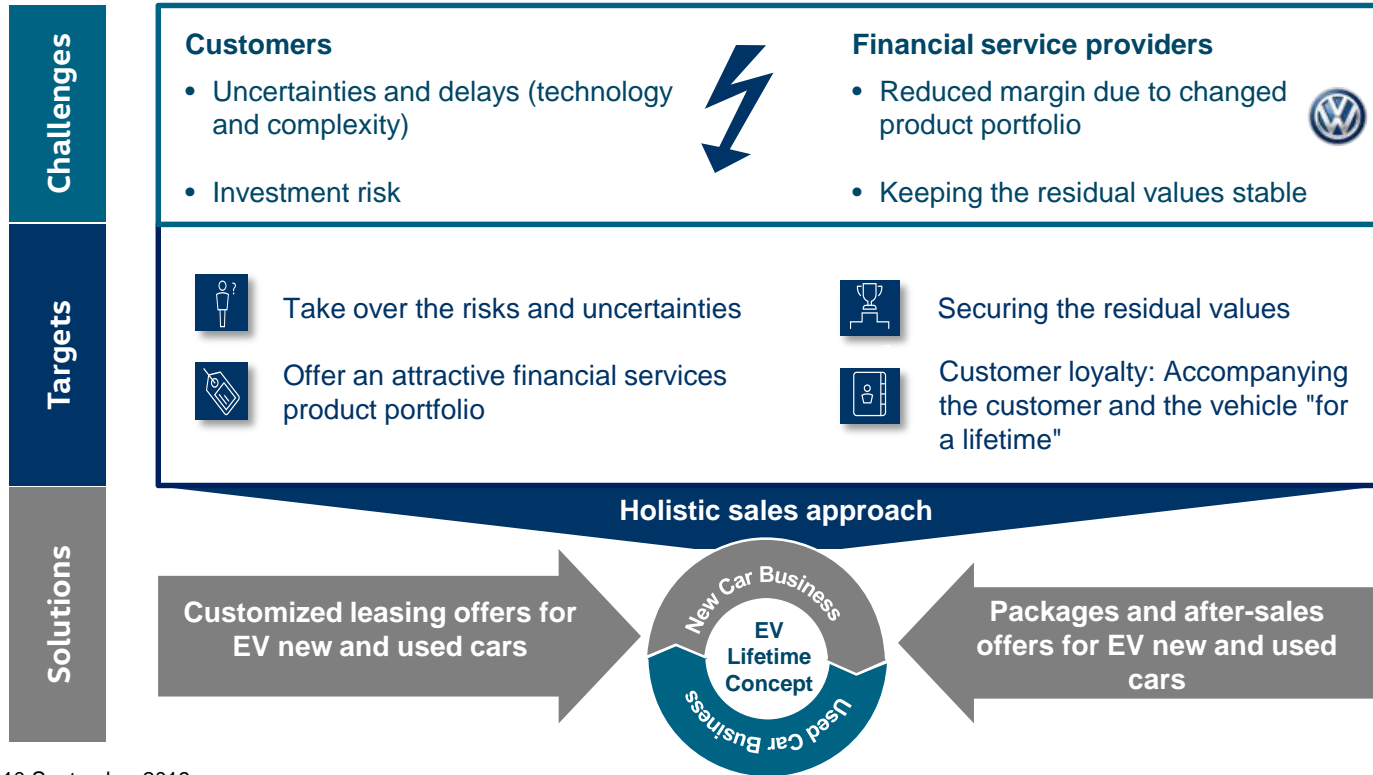 Challenges
Customers
• Uncertainties and delays (technology
and complexity)
• Investment risk
Financial service providers
• Reduced margin due to changed
product portfolio
• Keeping the residual values stable
Targets
Take over the risks and uncertainties
Offer an attractive financial services
product portfolio
Securing the residual values
Customer loyalty: Accompanying
the customer and the vehicle "for
a lifetime"
Solutions
Holistic sales approach
Customized leasing offers for
EV new and used cars
New Car Business
EV
Lifetime
Concept
Used Car Business
Packages and after-sales
offers for EV new and used
cars